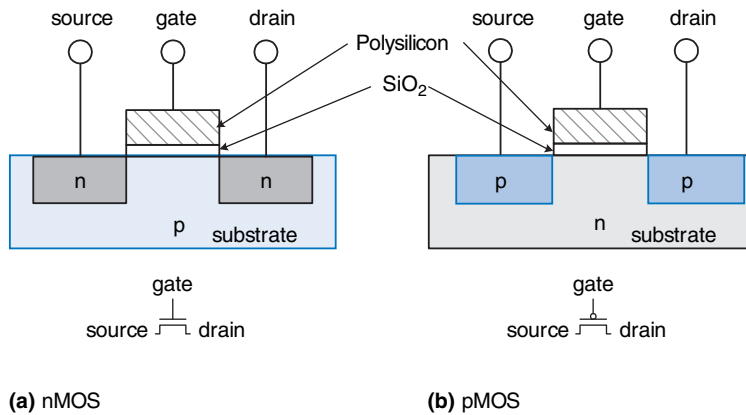 source gate drain
source gate drain
Polysilicon
SiO2
n n
p
substrate
p p
n
substrate
gate
source drain
gate
source drain
(a) nMOS
(b) pMOS